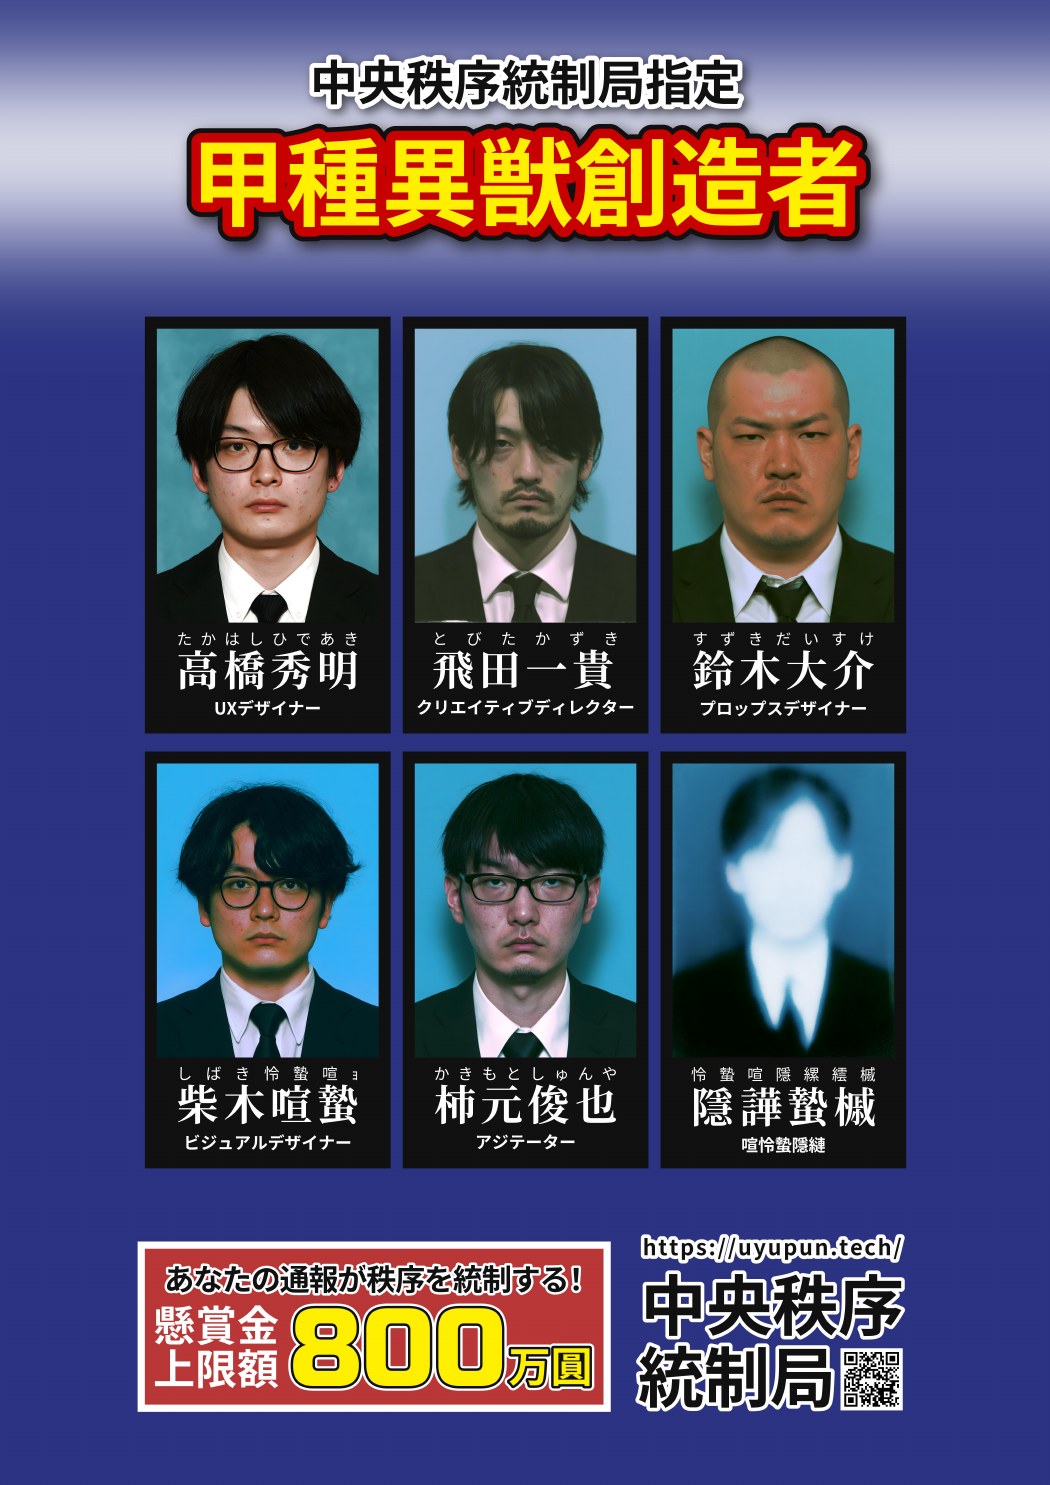 中央秩序統制局指定
甲種異獣創造者
たかはしひであき
高橋秀明
UXデザイナー
とびたかずき
飛田一貴
クリエイティブディレクター
すずきだいすけ
鈴木大介
プロップスデザイナー
しばき怜蟄喧ョ
柴木喧蟄
ビジュアルデザイナー
かきもとしゅんや
柿元俊也
アジテーター
怜蟄喧隠縲繧槭
隠譁蟄槭
喧怜蟄隠縺
あなたの通報が秩序を統制する!
懸賞金
上限額
800万圓
https://uyupun.tech/
中央秩序
統制局